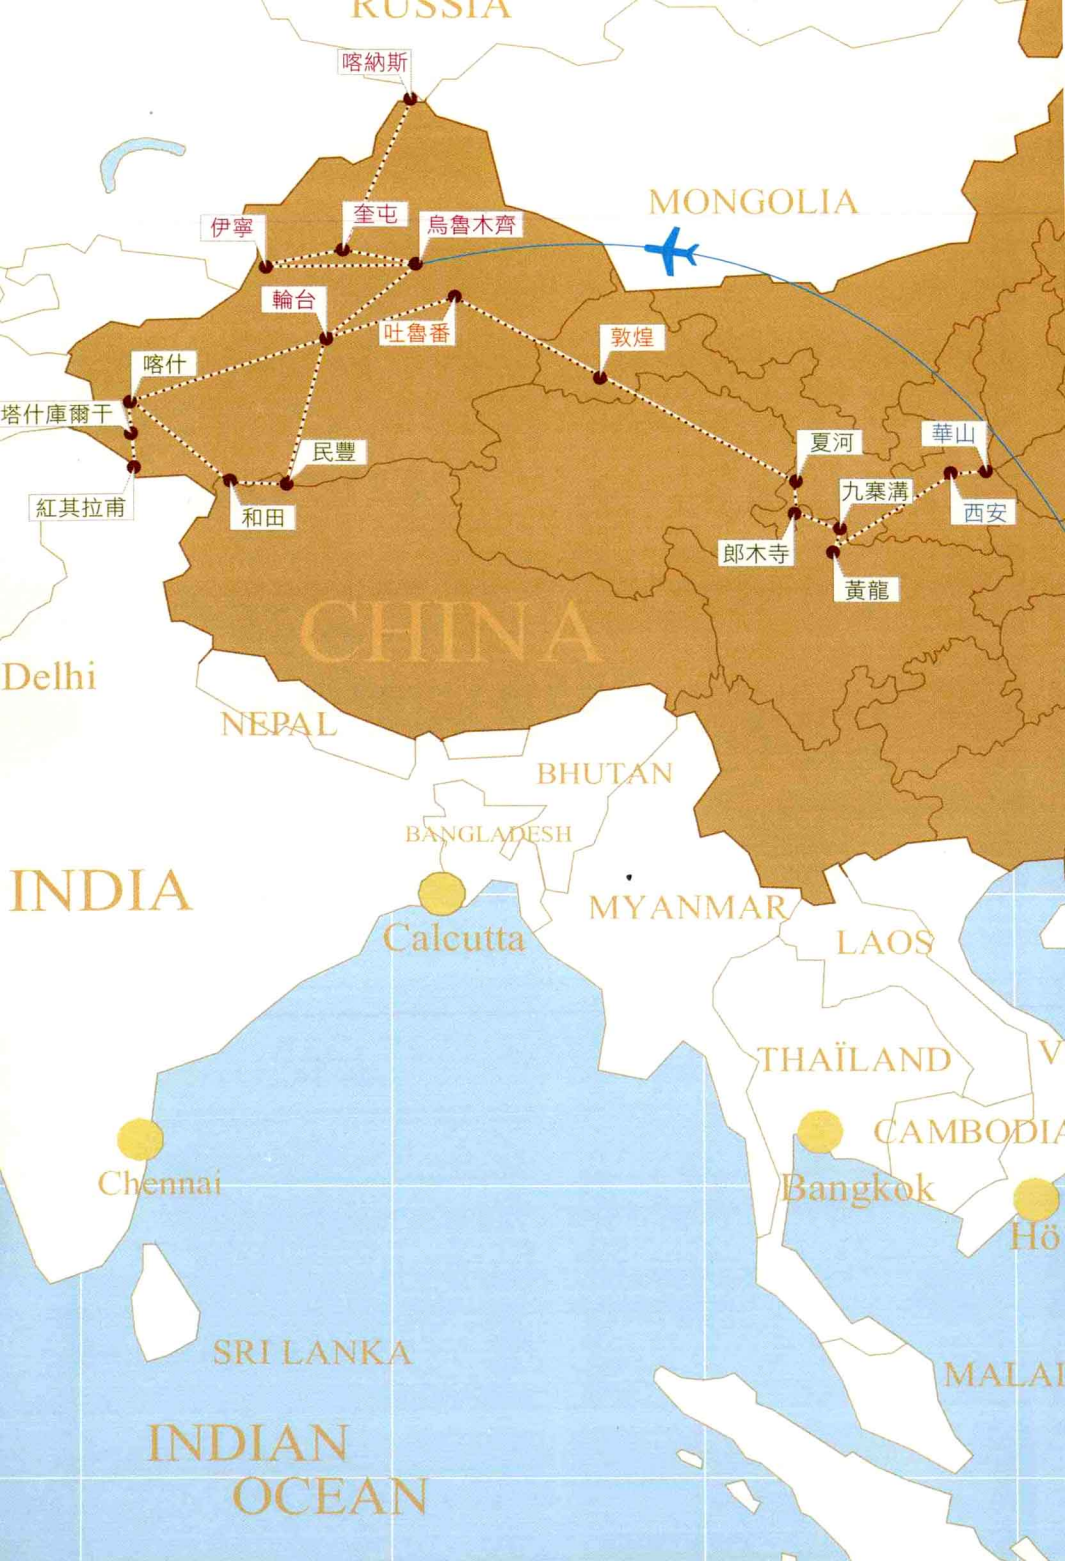 RUSSIA
喀納斯
MONGOLIA
伊寧
奎屯
烏魯木齊
輪台
吐魯番
敦煌
喀什
塔什庫爾干
紅其拉甫
和田
民豐
夏河
華山
九寨溝
西安
郎木寺
黃龍
CHINA
Delhi
NEPAL
BHUTAN
BANGLADESH
INDIA
MYANMAR
Calcutta
LAOS
THAÏLAND
V
CAMBODIA
Chennai
Bangkok
Hö
SRI LANKA
MALAI
INDIAN
OCEAN